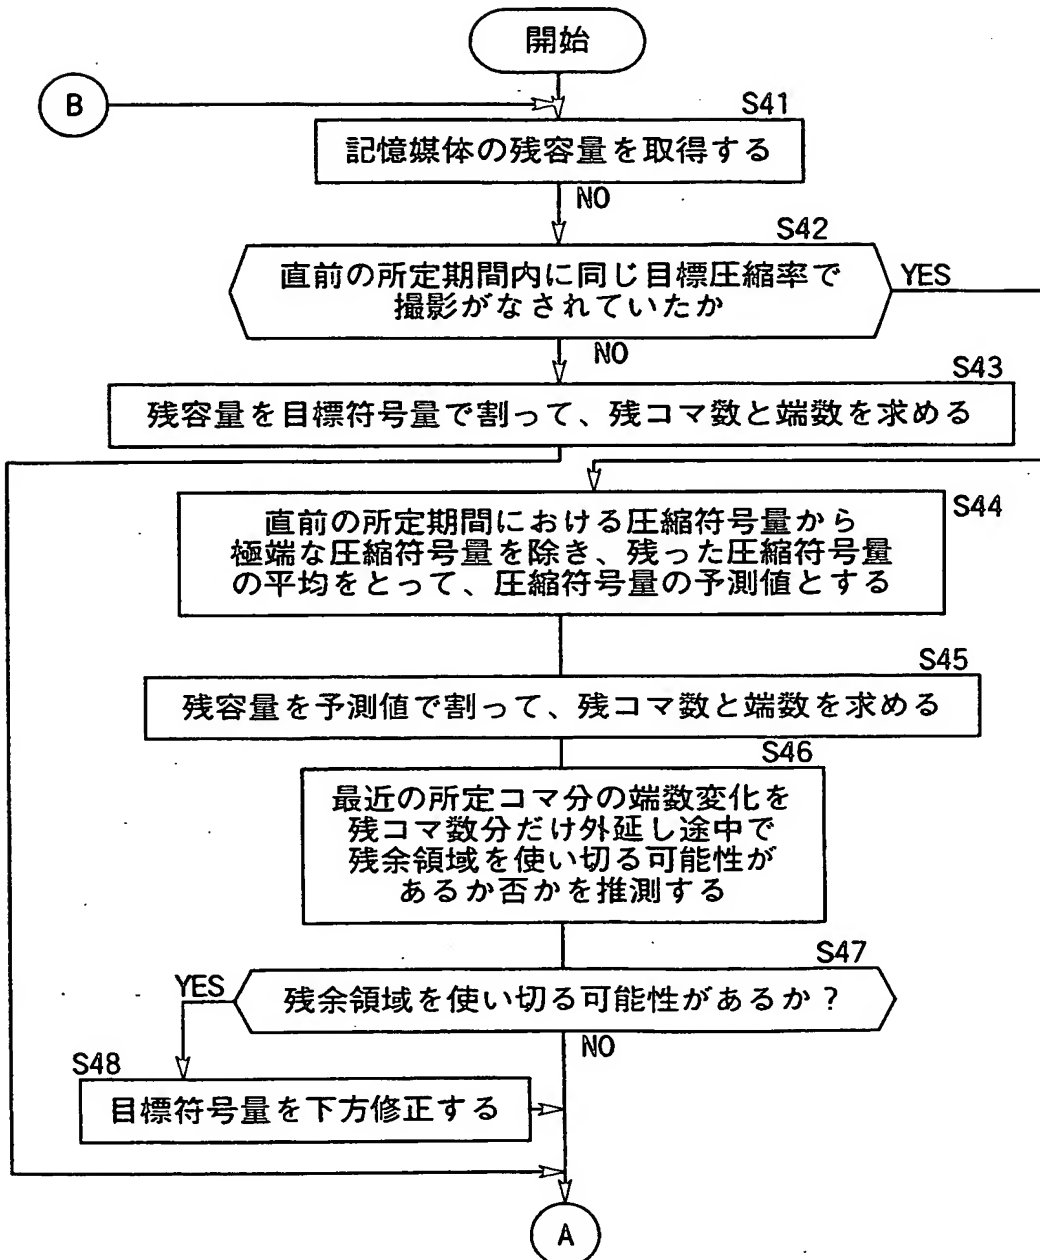 開始
B
S41
記憶媒体の残容量を取得する
NO
S42
直前の所定期間内に同じ目標圧縮率で
撮影がなされていたか
YES
NO
S43
残容量を目標符号量で割って、残コマ数と端数を求める
S44
直前の所定期間における圧縮符号量から
極端な圧縮符号量を除き、残った圧縮符号量
の平均をとって、圧縮符号量の予測値とする
S45
残容量を予測値で割って、残コマ数と端数を求める
S46
最近の所定コマ分の端数変化を
残コマ数分だけ外延し途中で
残余領域を使い切る可能性が
あるか否かを推測する
S47
YES
残余領域を使い切る可能性があるか？
NO
S48
目標符号量を下方修正する
A